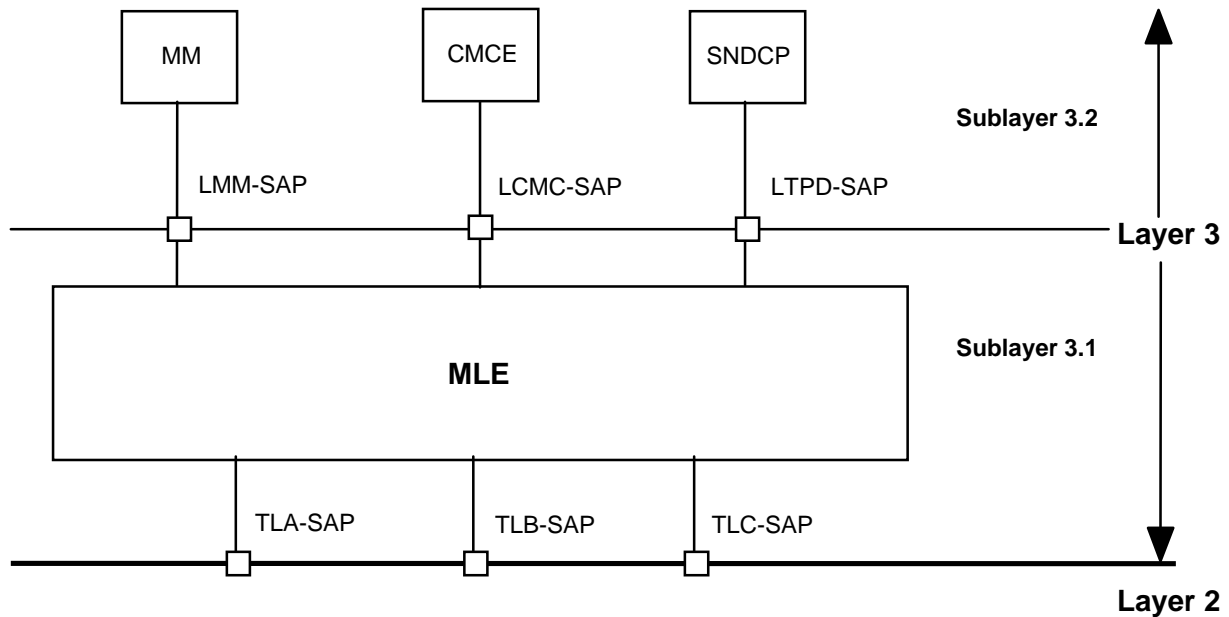 MM
CMCE
SNDCP
Sublayer 3.2
LMM-SAP
LCMC-SAP
LTPD-SAP
Layer 3
Sublayer 3.1
MLE
TLA-SAP
TLB-SAP
TLC-SAP
Layer 2